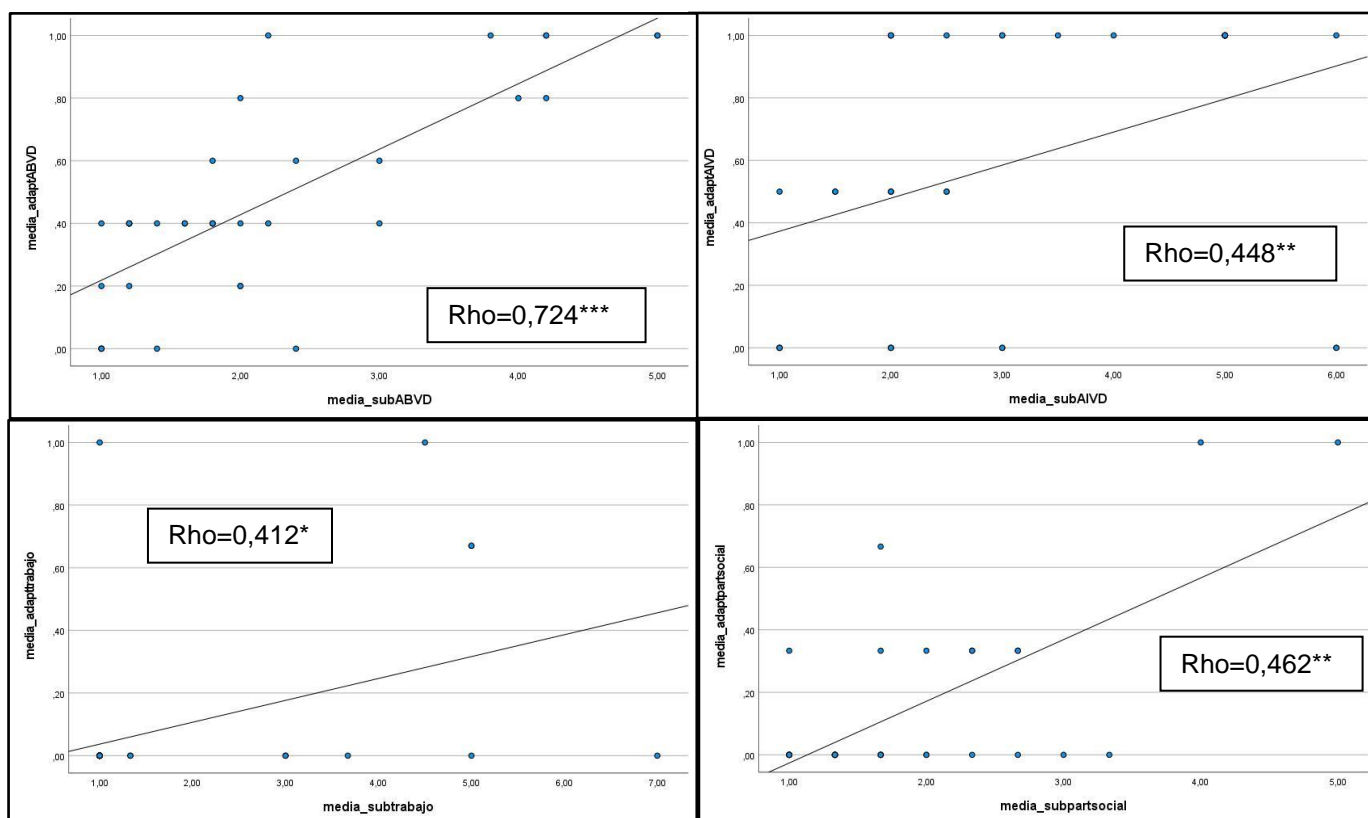 1,00
,80
,60
,40
,20
,00
media_adaptABVD
Rho=0,724***
1,00 2,00 3,00 4,00 5,00
media_subABVD
1,00
,80
,60
,40
,20
,00
media_adaptAIVD
Rho=0,448**
1,00 2,00 3,00 4,00 5,00 6,00
media_subAIVD
1,00
,80
,60
,40
,20
,00
media_adapttrabajo
Rho=0,412*
1,00 2,00 3,00 4,00 5,00 6,00 7,00
media_subtrabajo
1,00
,80
,60
,40
,20
,00
media_adaptpartsocial
Rho=0,462**
1,00 2,00 3,00 4,00 5,00
media_subpartsocial